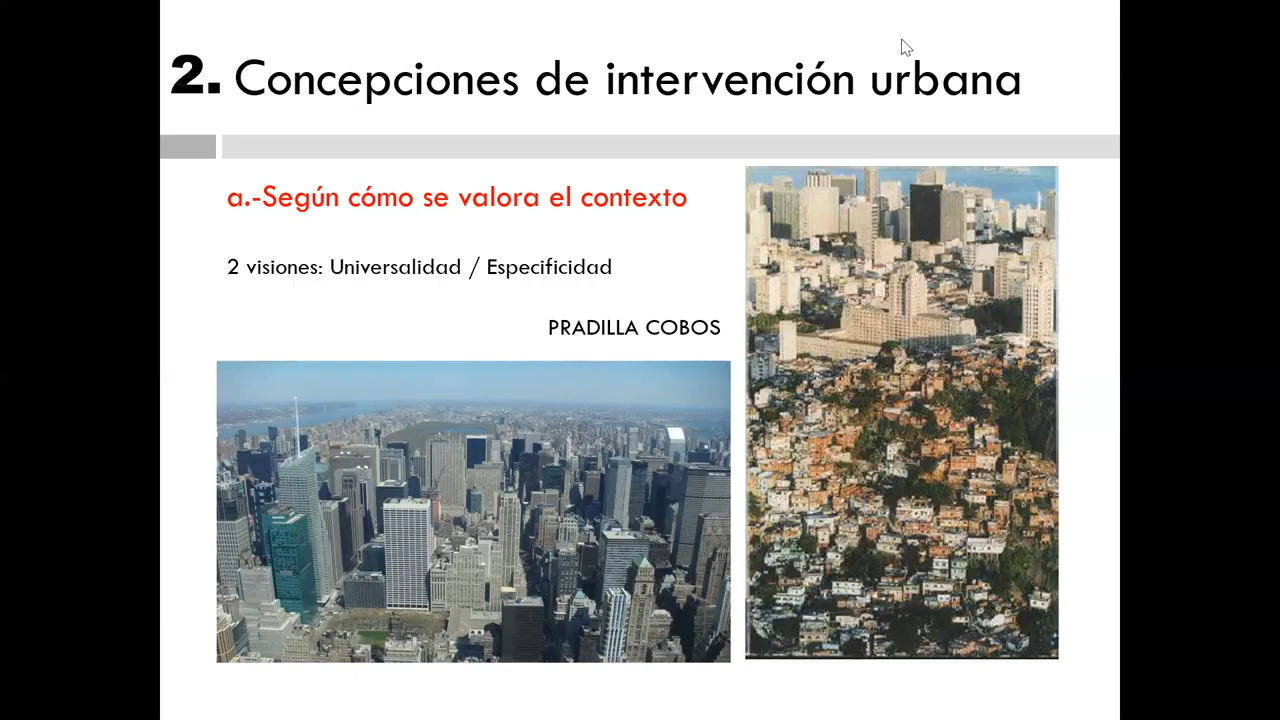 2. Concepciones de intervención urbana
a.-Según cómo se valora el contexto
2 visiones: Universalidad / Especificidad
PRADILLA COBOS